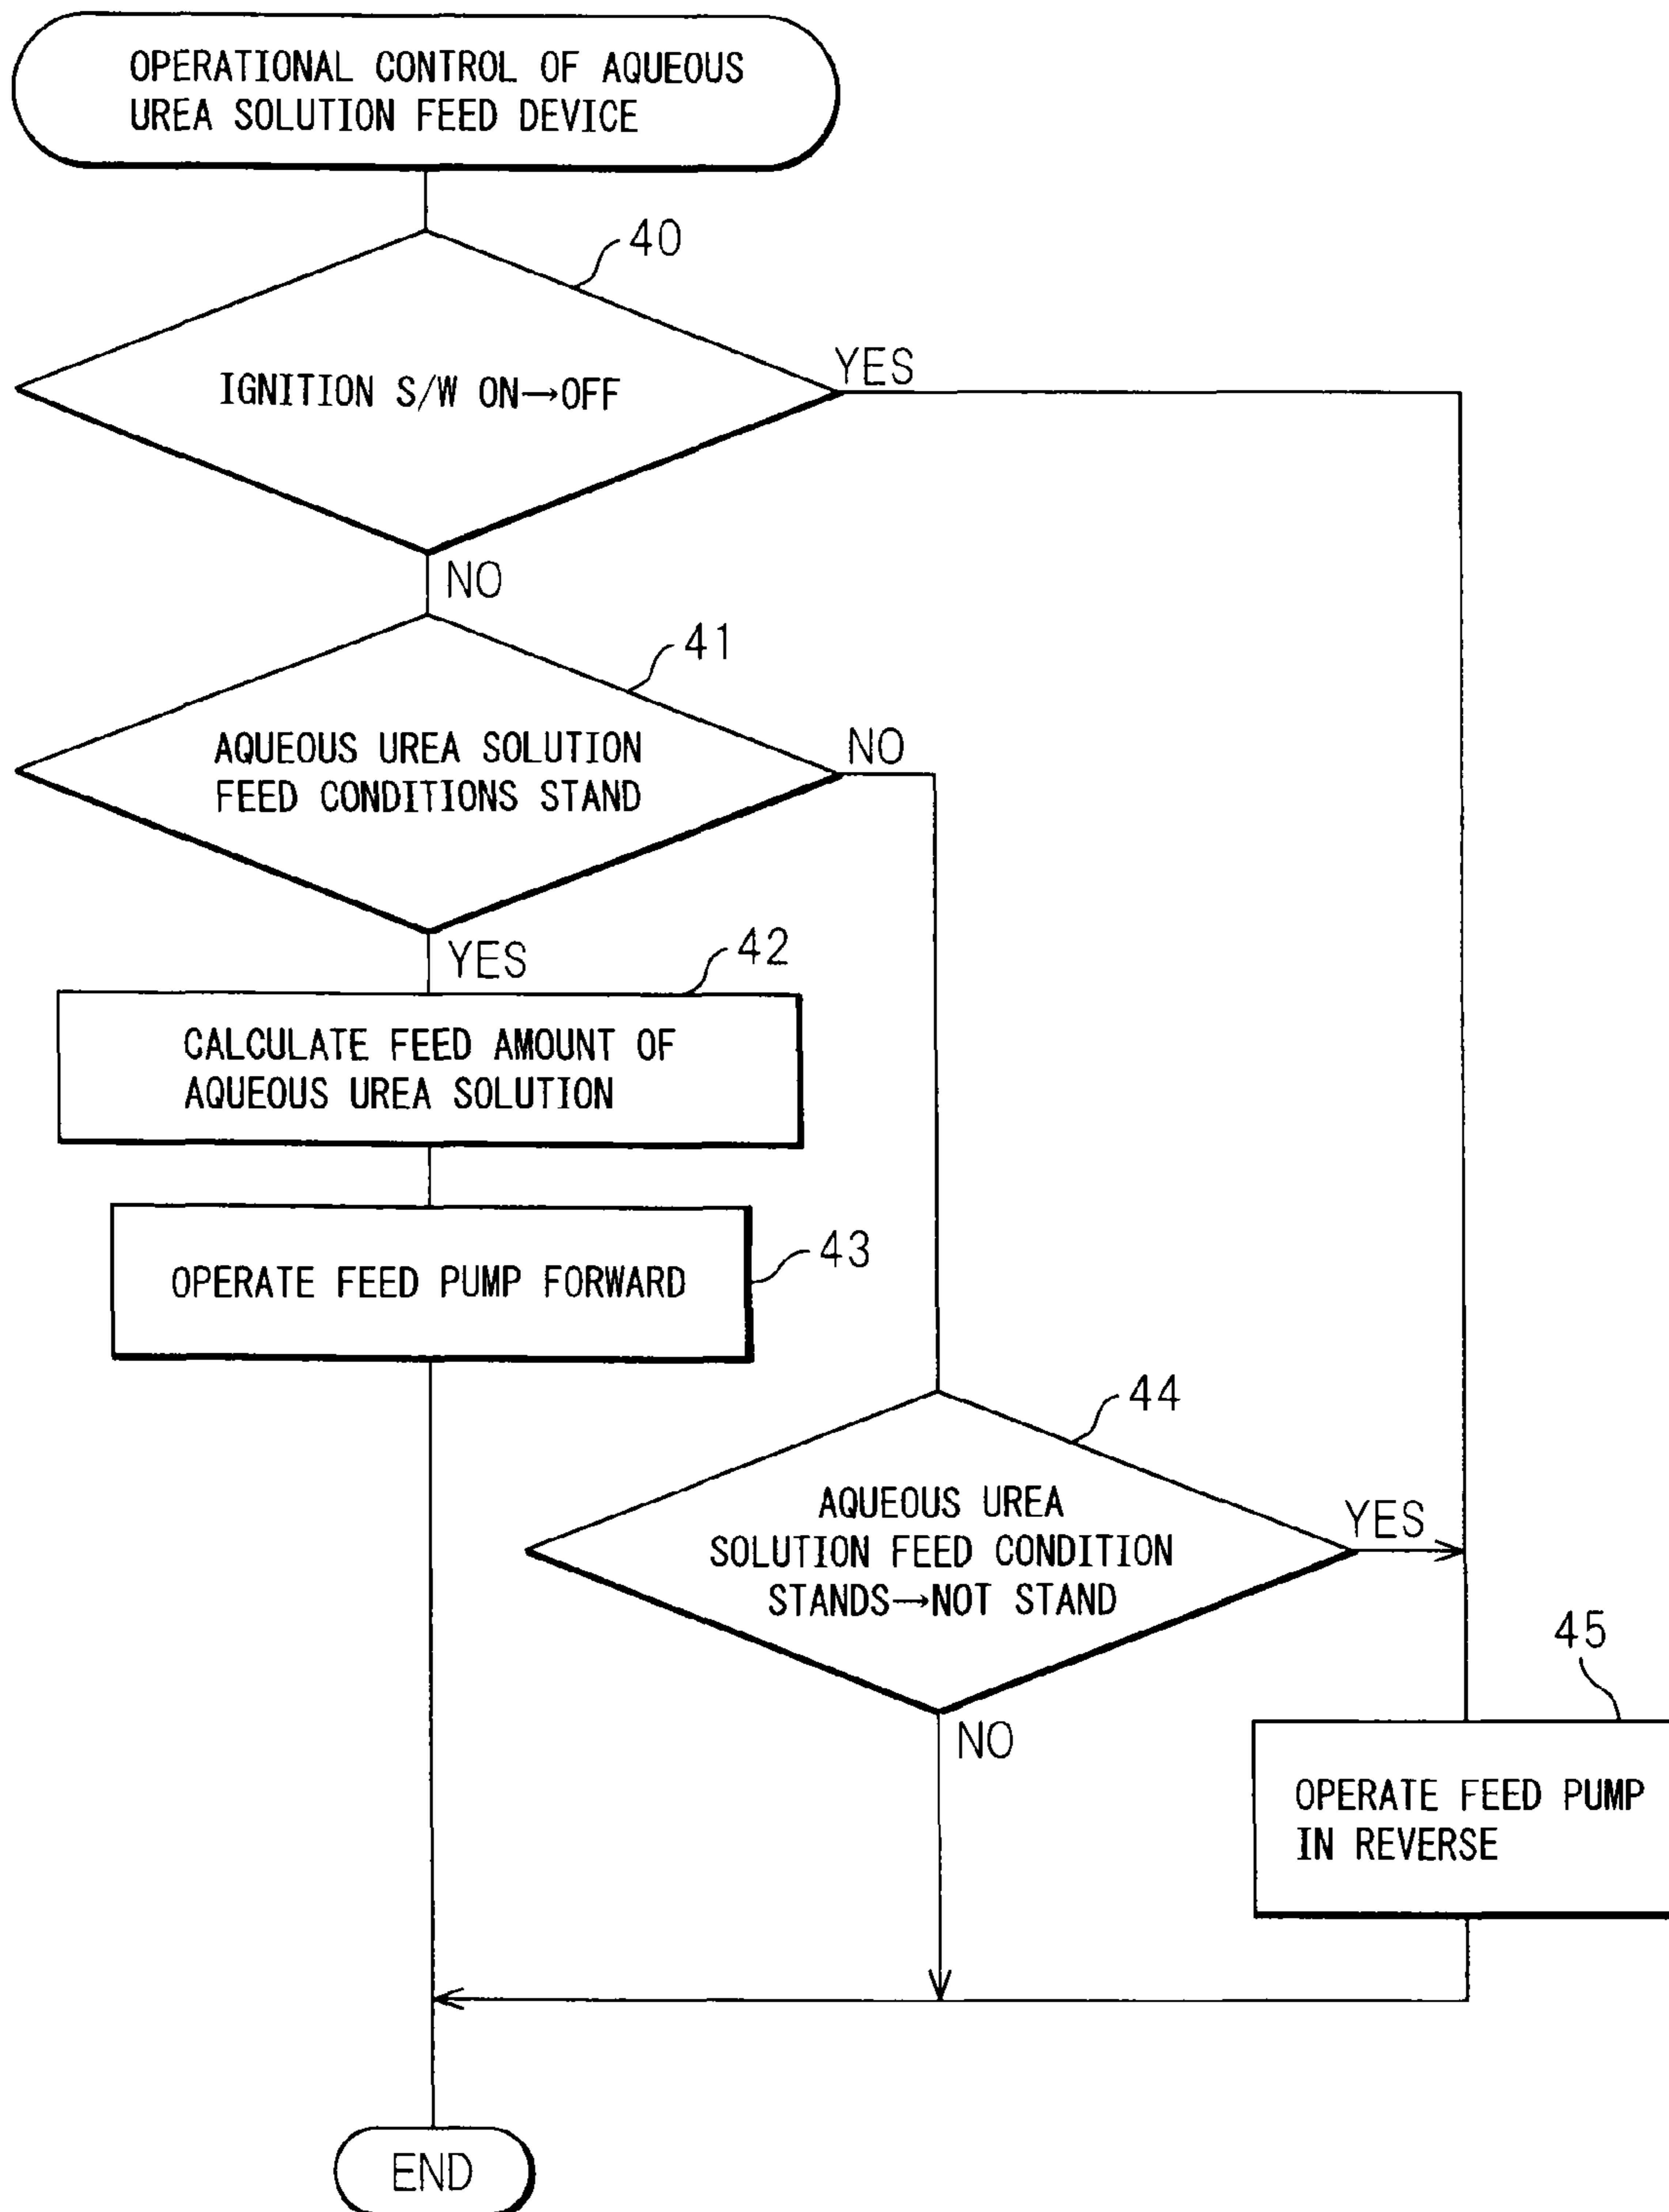 OPERATIONAL CONTROL OF AQUEOUS
UREA SOLUTION FEED DEVICE
40
IGNITION S/W ON→OFF
YES
NO
41
AQUEOUS UREA SOLUTION
FEED CONDITIONS STAND
NO
YES
42
CALCULATE FEED AMOUNT OF
AQUEOUS UREA SOLUTION
43
OPERATE FEED PUMP FORWARD
44
AQUEOUS UREA
SOLUTION FEED CONDITION
STANDS→NOT STAND
YES
NO
45
OPERATE FEED PUMP
IN REVERSE
END